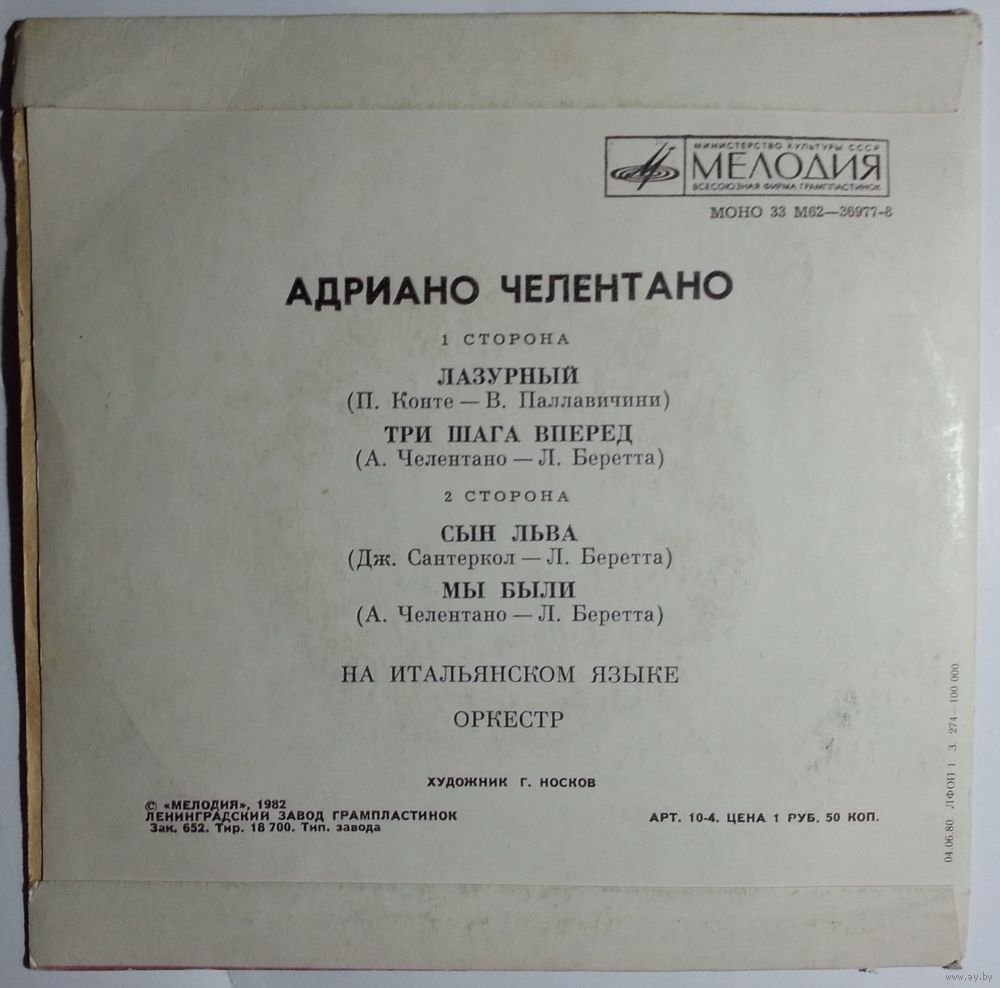 МИНИСТЕРСТВО КУЛЬТУРЫ СССР
МЕЛОДИЯ
ВСЕСОЮЗНАЯ ФИРМА ГРАМПЛАСТИНОК
МОНО 33 М62—36977-8
АДРИАНО ЧЕЛЕНТАНО
1 СТОРОНА
ЛАЗУРНЫЙ
(П. Конте — В. Паллавичини)
ТРИ ШАГА ВПЕРЕД
(А. Челентано — Л. Беретта)
2 СТОРОНА
СЫН ЛЬВА
(Дж. Сантеркол — Л. Беретта)
МЫ БЫЛИ
(А. Челентано — Л. Беретта)
НА ИТАЛЬЯНСКОМ ЯЗЫКЕ
ОРКЕСТР
ХУДОЖНИК Г. НОСКОВ
© «МЕЛОДИЯ», 1982
ЛЕНИНГРАДСКИЙ ЗАВОД ГРАМПЛАСТИНОК
Зак. 652. Тир. 18 700. Тип. завода
АРТ. 10-4. ЦЕНА 1 РУБ. 50 КОП.
04.06.80. ЛФОП 1 З. 274—100 000.
www.ay.by